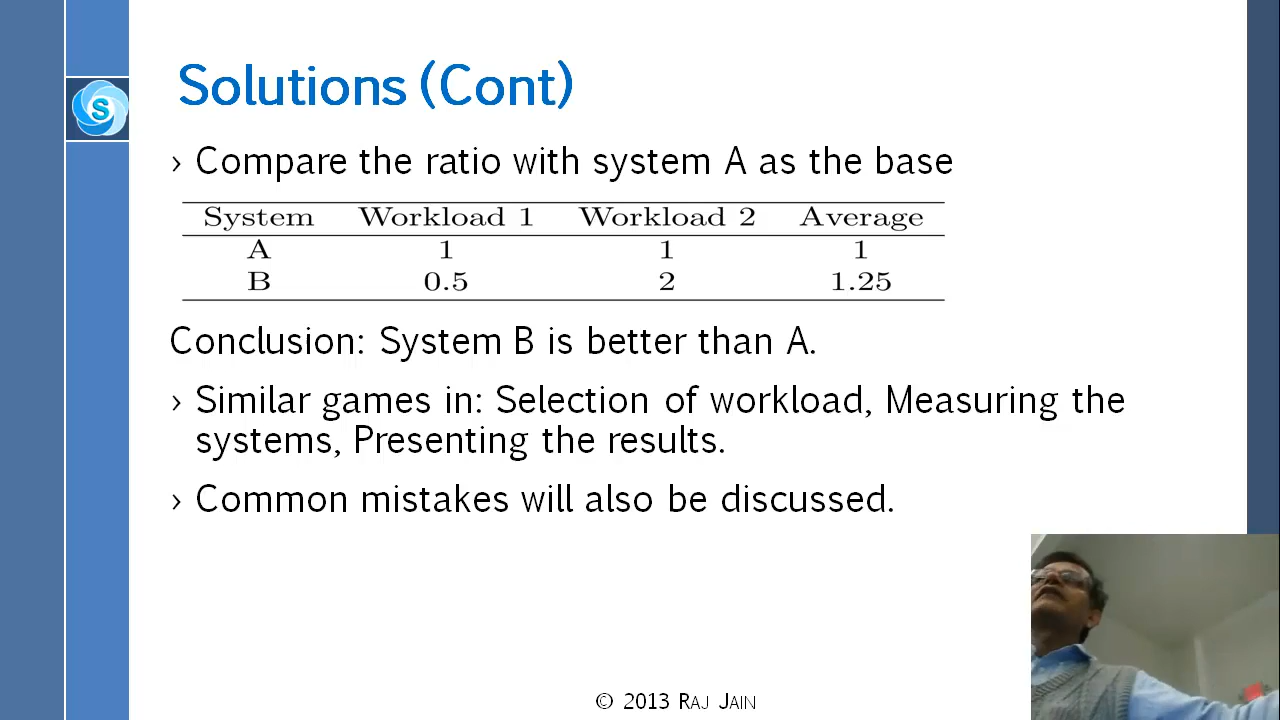 Solutions (Cont)
S
› Compare the ratio with system A as the base
System Workload 1 Workload 2 Average
A 1 1 1
B 0.5 2 1.25
Conclusion: System B is better than A.
› Similar games in: Selection of workload, Measuring the
systems, Presenting the results.
› Common mistakes will also be discussed.
© 2013 RAJ JAIN